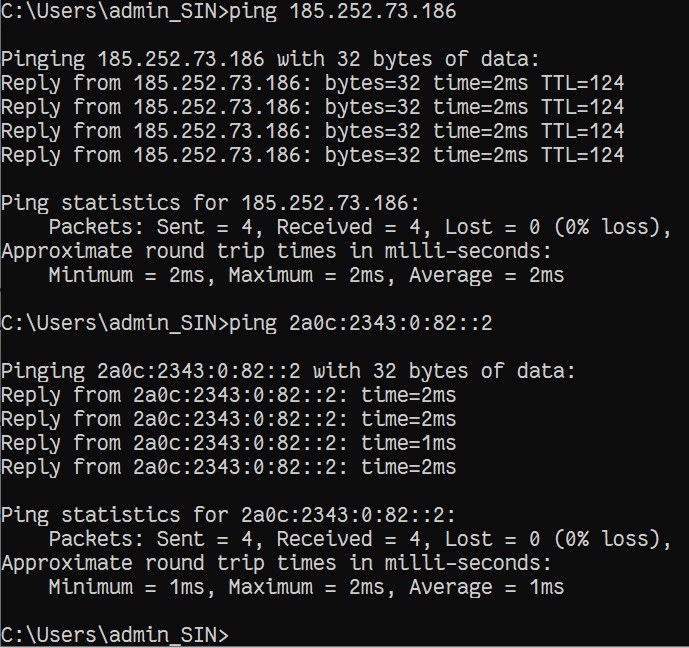 C:\Users\admin_SIN>ping 185.252.73.186
Pinging 185.252.73.186 with 32 bytes of data:
Reply from 185.252.73.186: bytes=32 time=2ms TTL=124
Reply from 185.252.73.186: bytes=32 time=2ms TTL=124
Reply from 185.252.73.186: bytes=32 time=2ms TTL=124
Reply from 185.252.73.186: bytes=32 time=2ms TTL=124
Ping statistics for 185.252.73.186:
    Packets: Sent = 4, Received = 4, Lost = 0 (0% loss),
Approximate round trip times in milli-seconds:
    Minimum = 2ms, Maximum = 2ms, Average = 2ms
C:\Users\admin_SIN>ping 2a0c:2343:0:82::2
Pinging 2a0c:2343:0:82::2 with 32 bytes of data:
Reply from 2a0c:2343:0:82::2: time=2ms
Reply from 2a0c:2343:0:82::2: time=2ms
Reply from 2a0c:2343:0:82::2: time=1ms
Reply from 2a0c:2343:0:82::2: time=2ms
Ping statistics for 2a0c:2343:0:82::2:
    Packets: Sent = 4, Received = 4, Lost = 0 (0% loss),
Approximate round trip times in milli-seconds:
    Minimum = 1ms, Maximum = 2ms, Average = 1ms
C:\Users\admin_SIN>